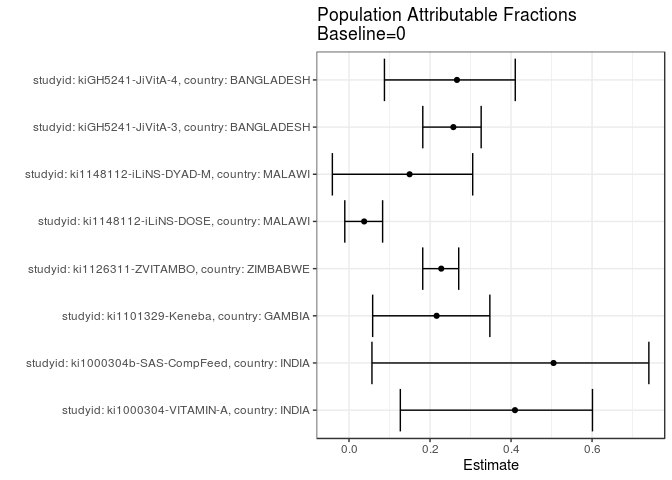 Population Attributable Fractions
Baseline=0
studyid: kiGH5241-JiVitA-4, country: BANGLADESH
studyid: kiGH5241-JiVitA-3, country: BANGLADESH
studyid: ki1148112-iLiNS-DYAD-M, country: MALAWI
studyid: ki1148112-iLiNS-DOSE, country: MALAWI
studyid: ki1126311-ZVITAMBO, country: ZIMBABWE
studyid: ki1101329-Keneba, country: GAMBIA
studyid: ki1000304b-SAS-CompFeed, country: INDIA
studyid: ki1000304-VITAMIN-A, country: INDIA
0.0 0.2 0.4 0.6
Estimate